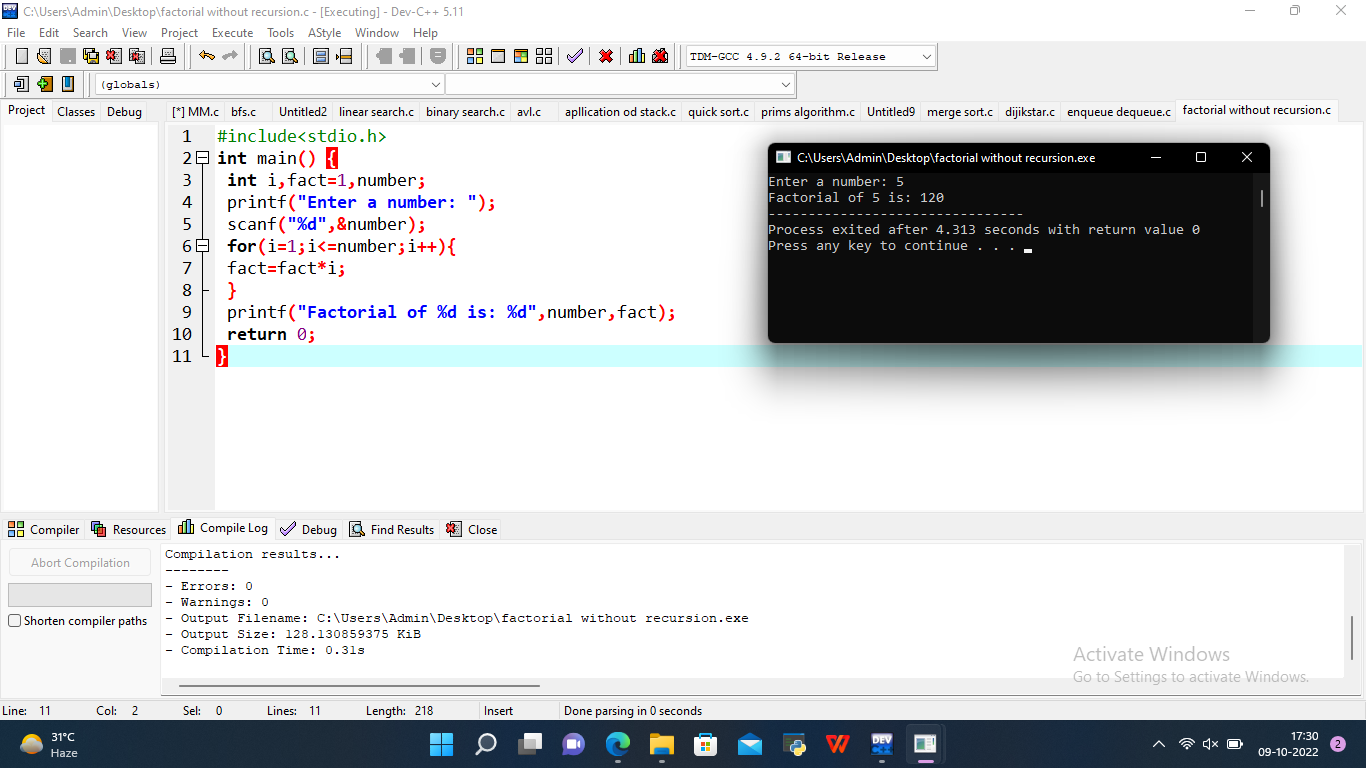 C:\Users\Admin\Desktop\factorial without recursion.c - [Executing] - Dev-C++ 5.11
File Edit Search View Project Execute Tools AStyle Window Help
TDM-GCC 4.9.2 64-bit Release
(globals)
Project Classes Debug
[*] MM.c bfs.c Untitled2 linear search.c binary search.c avl.c apllication od stack.c quick sort.c prims algorithm.c Untitled9 merge sort.c dijikstar.c enqueue dequeue.c factorial without recursion.c
1 #include<stdio.h>
2 int main() {
3 int i,fact=1,number;
4 printf("Enter a number: ");
5 scanf("%d",&number);
6 for(i=1;i<=number;i++){
7 fact=fact*i;
8 }
9 printf("Factorial of %d is: %d",number,fact);
10 return 0;
11 }
C:\Users\Admin\Desktop\factorial without recursion.exe
Enter a number: 5
Factorial of 5 is: 120
--------------------------------
Process exited after 4.313 seconds with return value 0
Press any key to continue . . .
Compiler Resources Compile Log Debug Find Results Close
Abort Compilation
Shorten compiler paths
Compilation results...
--------
- Errors: 0
- Warnings: 0
- Output Filename: C:\Users\Admin\Desktop\factorial without recursion.exe
- Output Size: 128.130859375 KiB
- Compilation Time: 0.31s
Activate Windows
Go to Settings to activate Windows.
Line: 11 Col: 2 Sel: 0 Lines: 11 Length: 218 Insert Done parsing in 0 seconds
31°C
Haze
DEV
17:30
09-10-2022
2